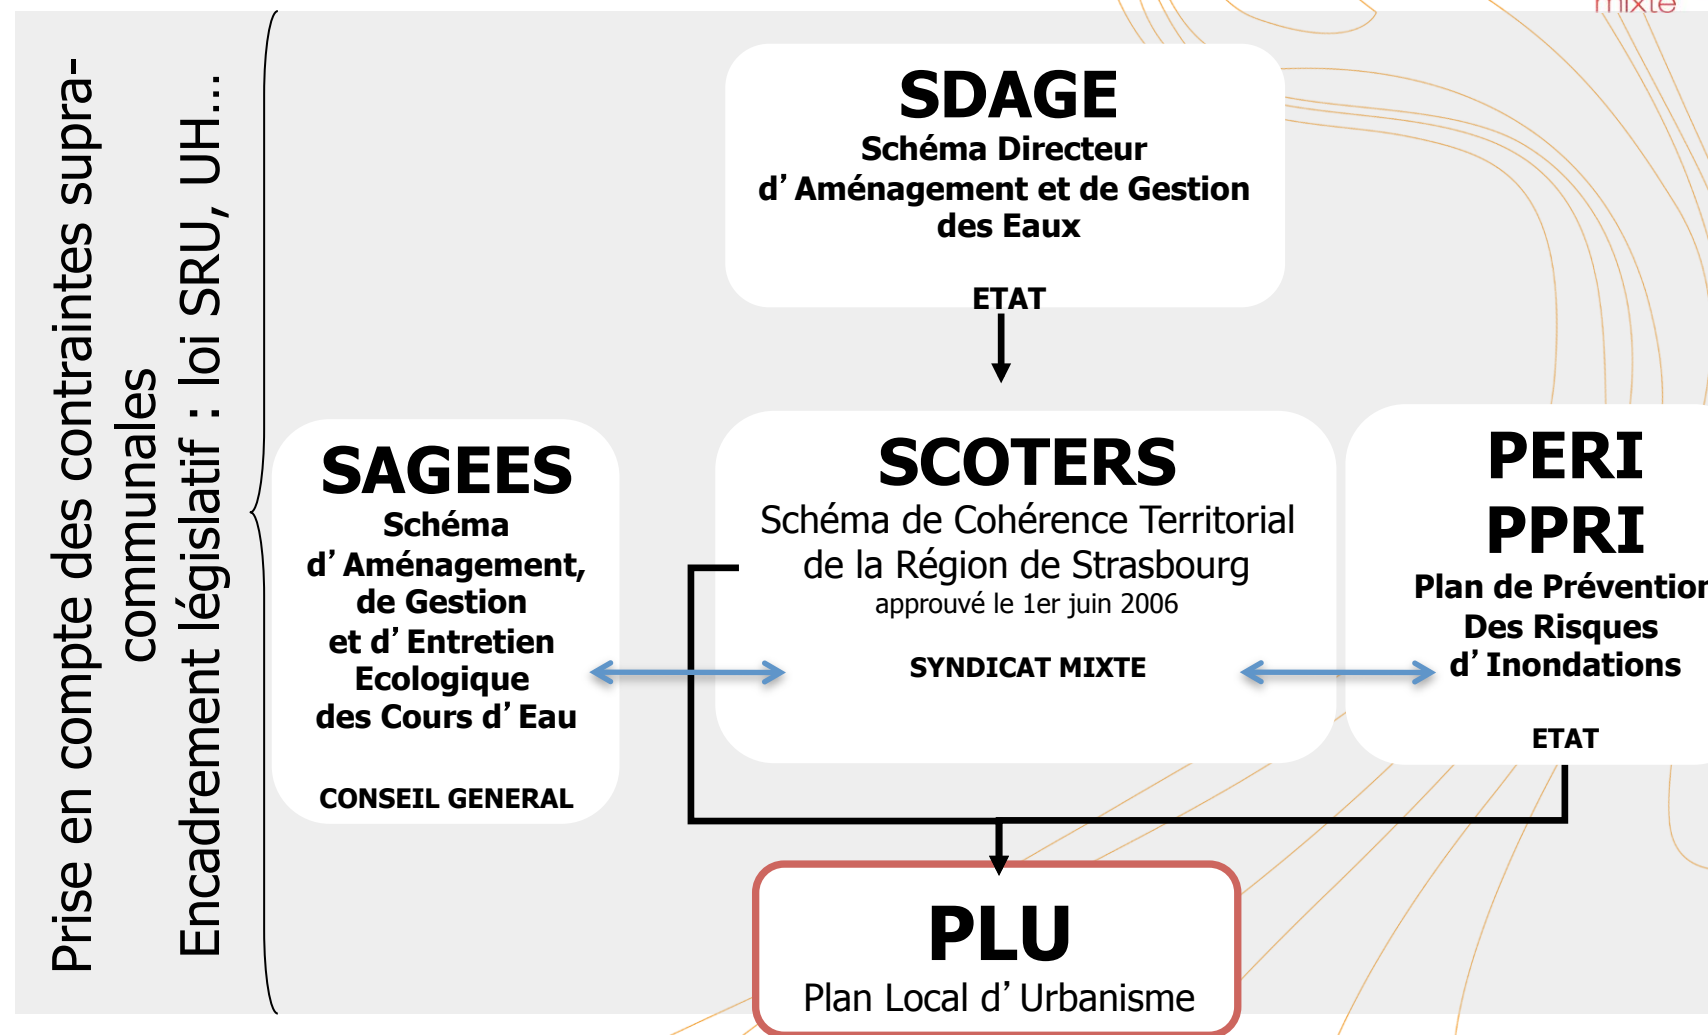 mixte
Prise en compte des contraintes supra-
communales
Encadrement législatif : loi SRU, UH...
SDAGE
Schéma Directeur
d’Aménagement et de Gestion
des Eaux
ETAT
SAGEES
Schéma
d’Aménagement,
de Gestion
et d’Entretien
Ecologique
des Cours d’Eau
CONSEIL GENERAL
SCOTERS
Schéma de Cohérence Territorial
de la Région de Strasbourg
approuvé le 1er juin 2006
SYNDICAT MIXTE
PERI
PPRI
Plan de Prévention
Des Risques
d’Inondations
ETAT
PLU
Plan Local d’Urbanisme